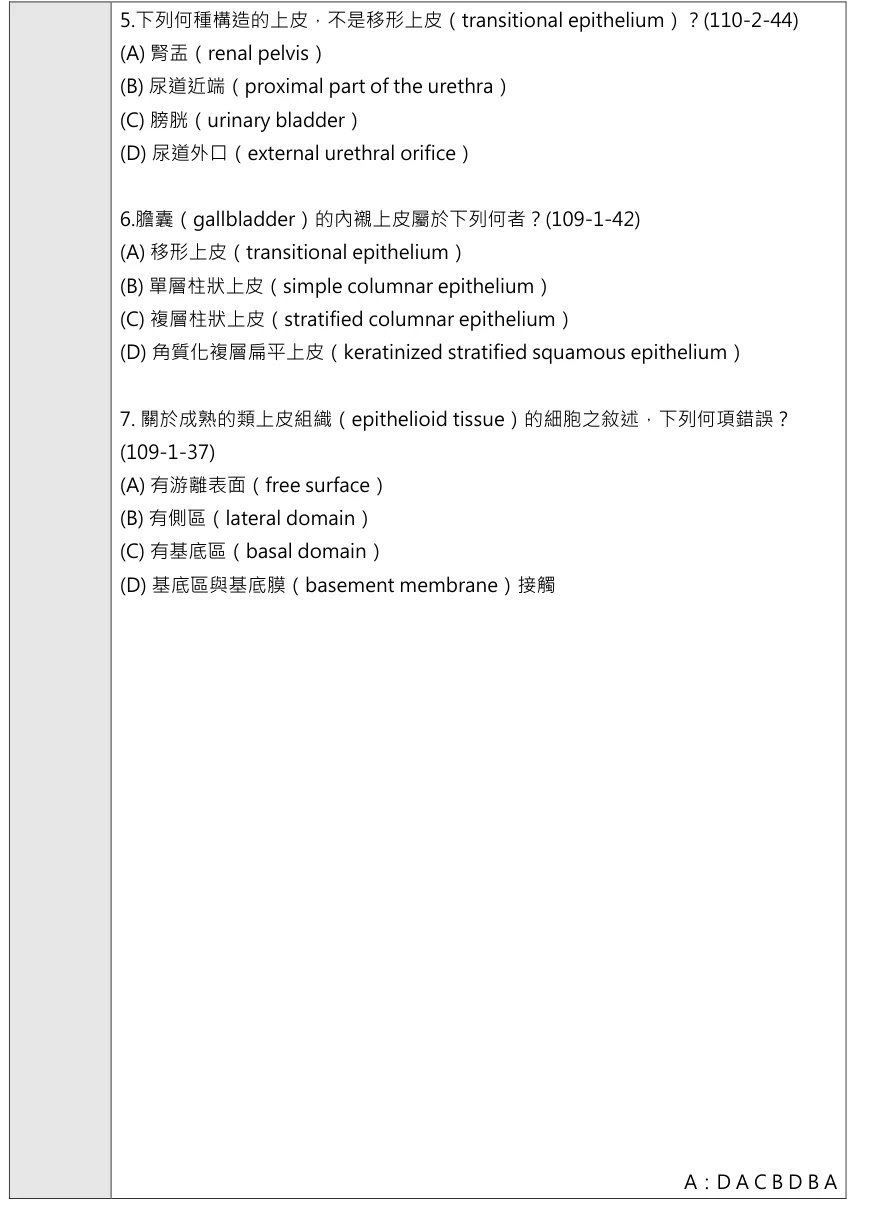 5.下列何種構造的上皮，不是移形上皮（transitional epithelium）？(110-2-44)
(A) 腎盂（renal pelvis）
(B) 尿道近端（proximal part of the urethra）
(C) 膀胱（urinary bladder）
(D) 尿道外口（external urethral orifice）
6.膽囊（gallbladder）的內襯上皮屬於下列何者？(109-1-42)
(A) 移形上皮（transitional epithelium）
(B) 單層柱狀上皮（simple columnar epithelium）
(C) 複層柱狀上皮（stratified columnar epithelium）
(D) 角質化複層扁平上皮（keratinized stratified squamous epithelium）
7. 關於成熟的類上皮組織（epithelioid tissue）的細胞之敘述，下列何項錯誤？
(109-1-37)
(A) 有游離表面（free surface）
(B) 有側區（lateral domain）
(C) 有基底區（basal domain）
(D) 基底區與基底膜（basement membrane）接觸
A：D A C B D B A